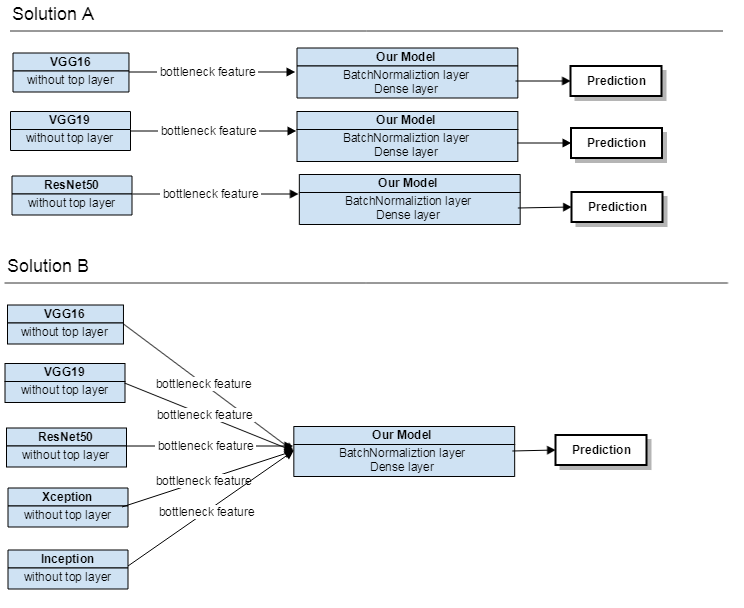 Solution A
VGG16
without top layer
bottleneck feature
Our Model
BatchNormaliztion layer
Dense layer
Prediction
VGG19
without top layer
bottleneck feature
Our Model
BatchNormaliztion layer
Dense layer
Prediction
ResNet50
without top layer
bottleneck feature
Our Model
BatchNormaliztion layer
Dense layer
Prediction
Solution B
VGG16
without top layer
bottleneck feature
VGG19
without top layer
bottleneck feature
ResNet50
without top layer
bottleneck feature
Xception
without top layer
bottleneck feature
Inception
without top layer
bottleneck feature
Our Model
BatchNormaliztion layer
Dense layer
Prediction